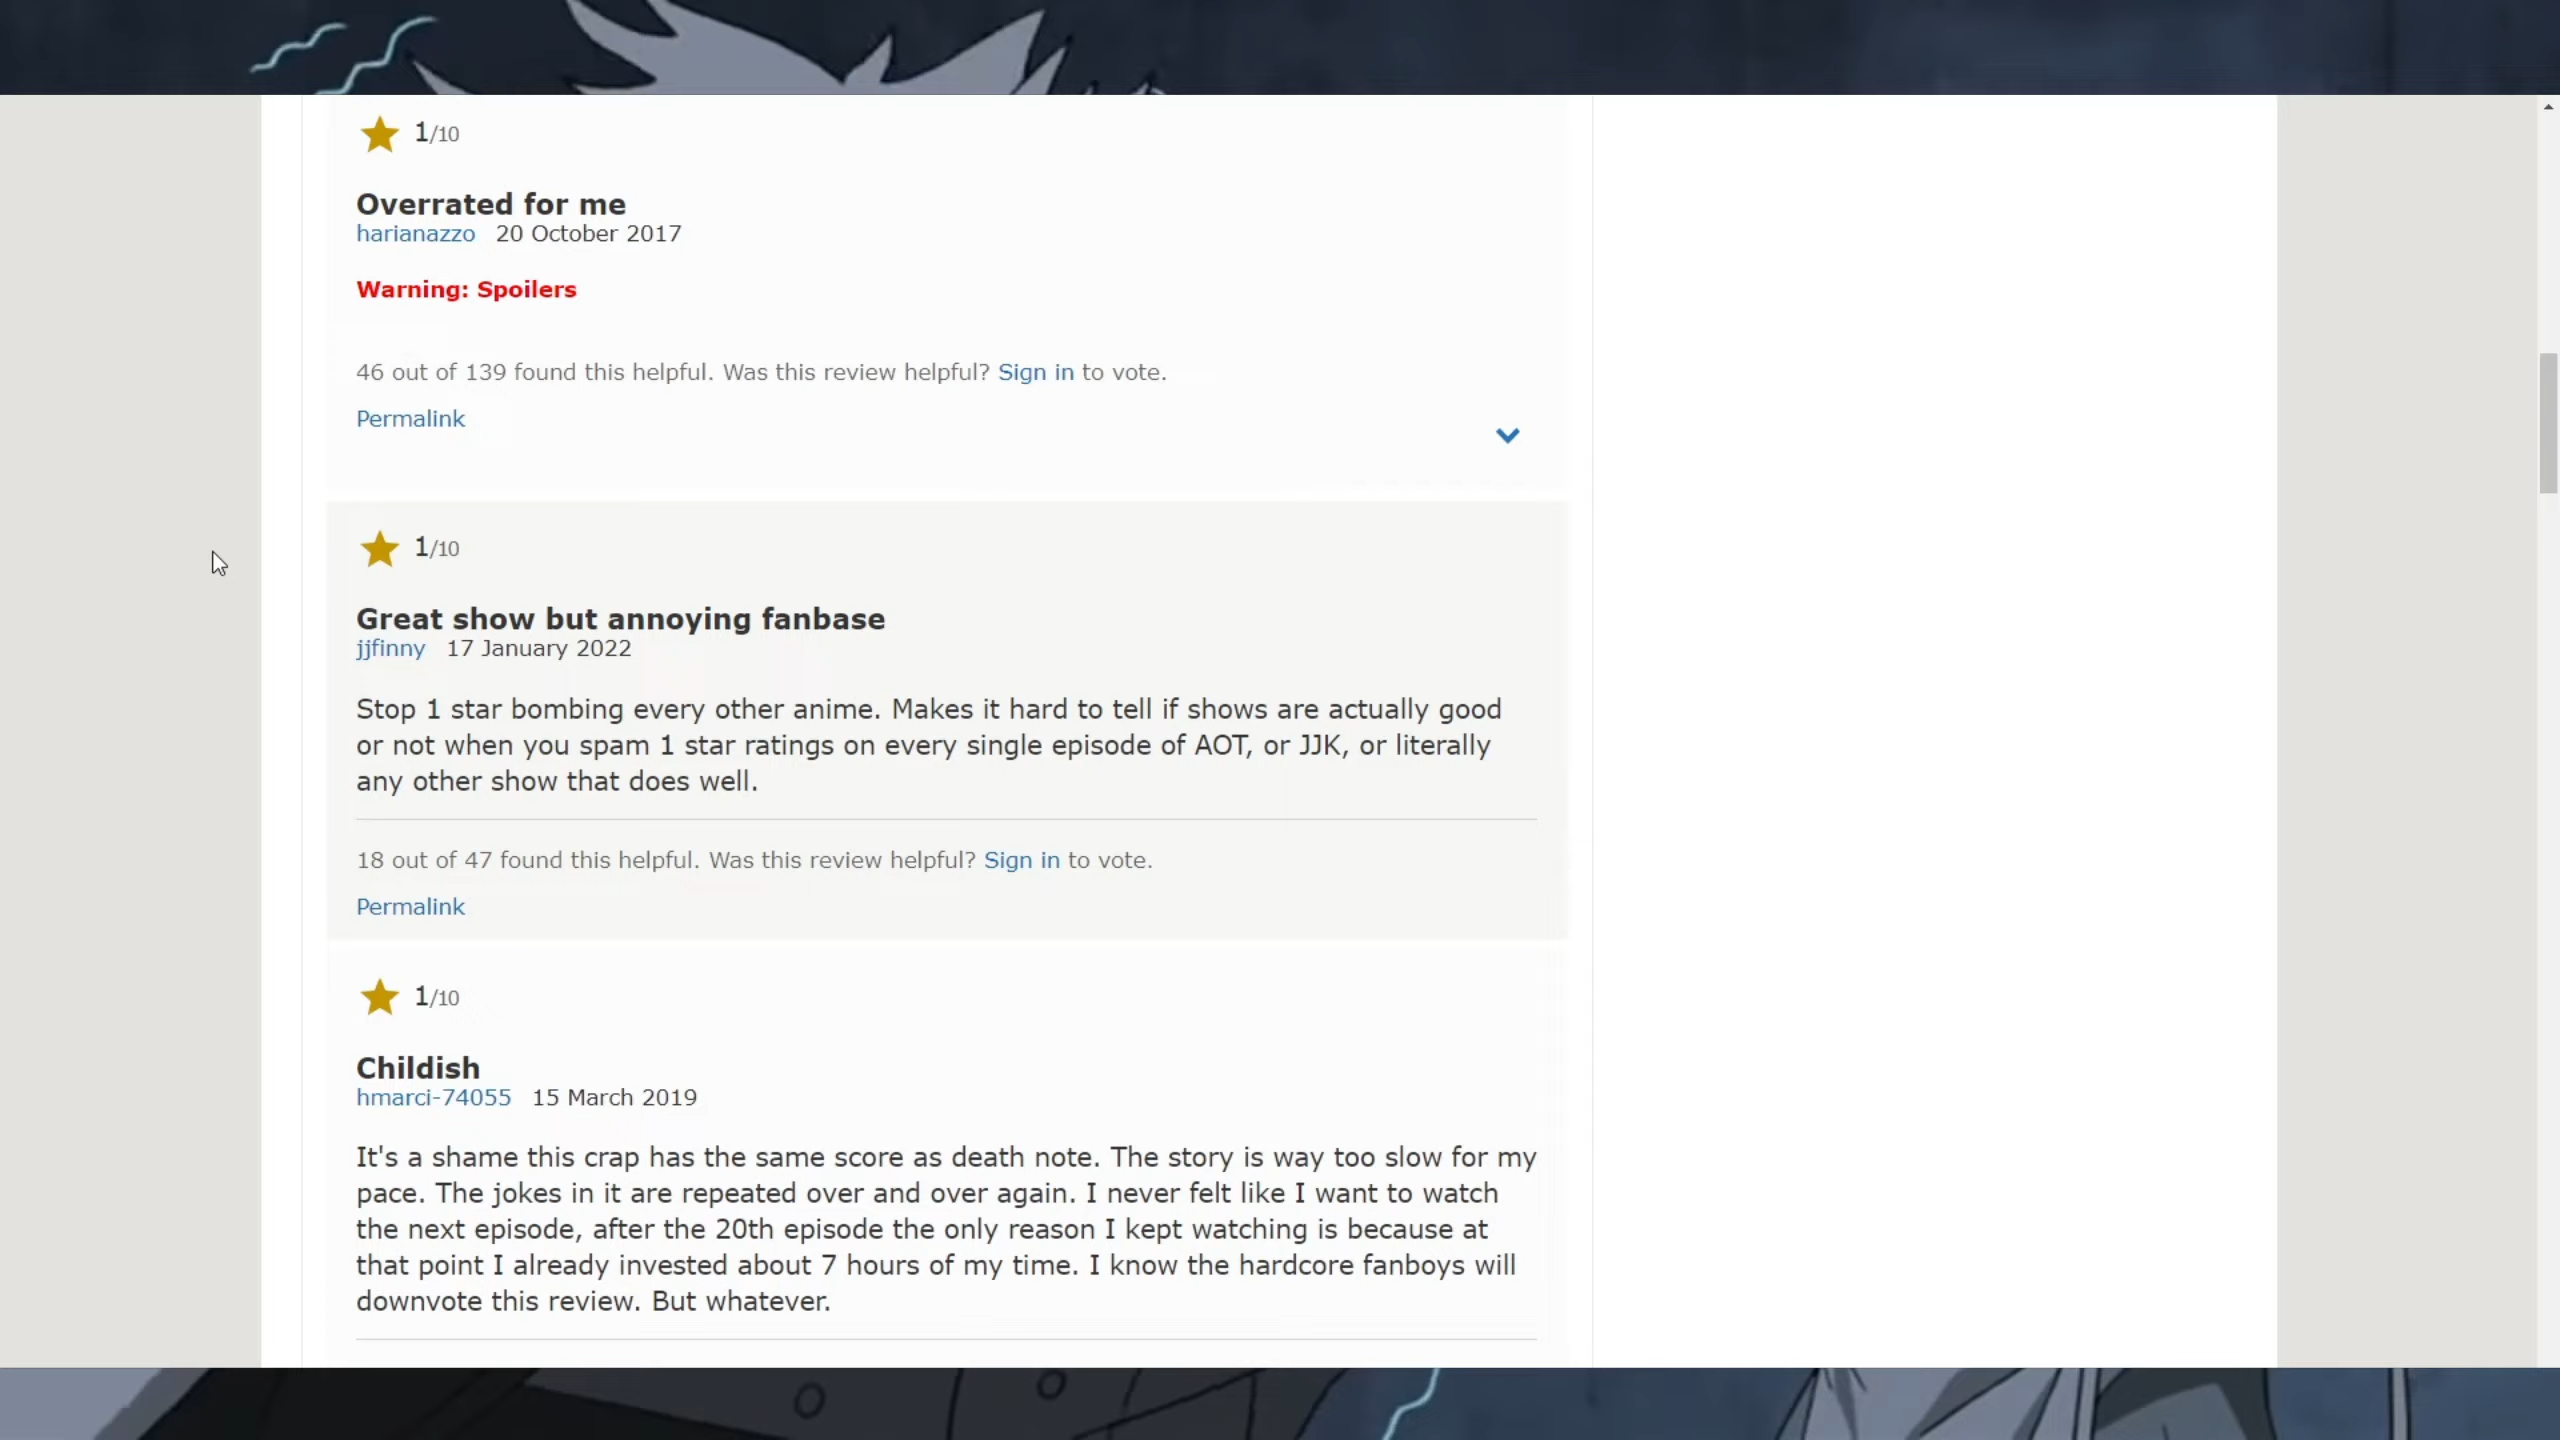 1/10
Overrated for me
harianazzo 20 October 2017
Warning: Spoilers
46 out of 139 found this helpful. Was this review helpful? Sign in to vote.
Permalink
1/10
Great show but annoying fanbase
jjfinny 17 January 2022
Stop 1 star bombing every other anime. Makes it hard to tell if shows are actually good
or not when you spam 1 star ratings on every single episode of AOT, or JJK, or literally
any other show that does well.
18 out of 47 found this helpful. Was this review helpful? Sign in to vote.
Permalink
1/10
Childish
hmarci-74055 15 March 2019
It's a shame this crap has the same score as death note. The story is way too slow for my
pace. The jokes in it are repeated over and over again. I never felt like I want to watch
the next episode, after the 20th episode the only reason I kept watching is because at
that point I already invested about 7 hours of my time. I know the hardcore fanboys will
downvote this review. But whatever.